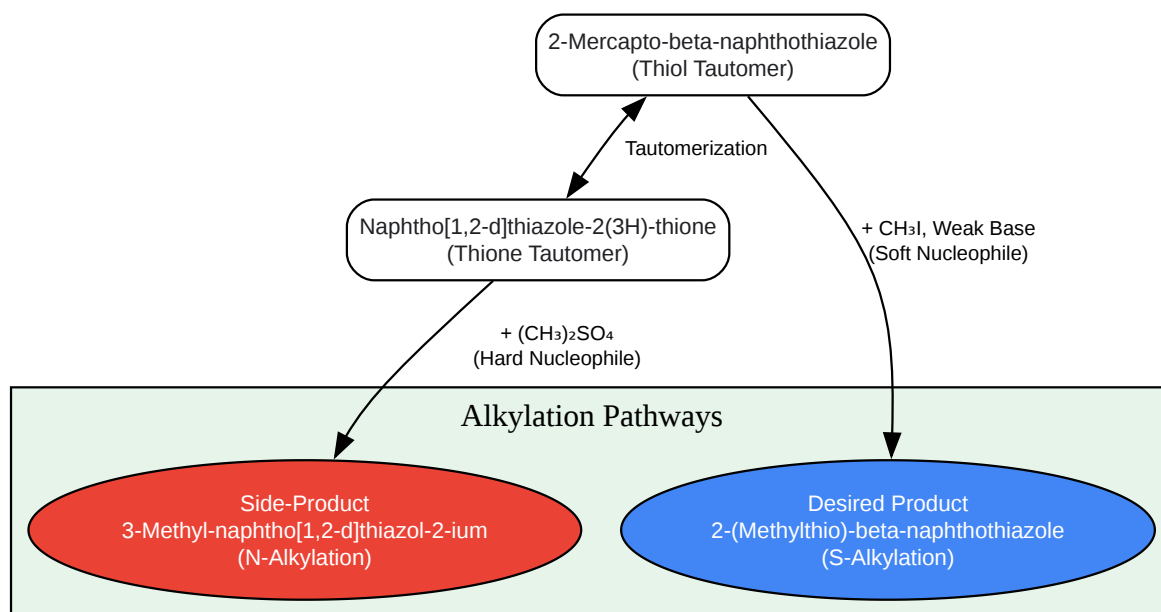 2-Mercapto-beta-naphthothiazole
(Thiol Tautomer)
Tautomerization
Naphtho[1,2-d]thiazole-2(3H)-thione
(Thione Tautomer)
+ CH₃I, Weak Base
(Soft Nucleophile)
+ (CH₃)₂SO₄
(Hard Nucleophile)
Alkylation Pathways
Side-Product
3-Methyl-naphtho[1,2-d]thiazol-2-ium
(N-Alkylation)
Desired Product
2-(Methylthio)-beta-naphthothiazole
(S-Alkylation)